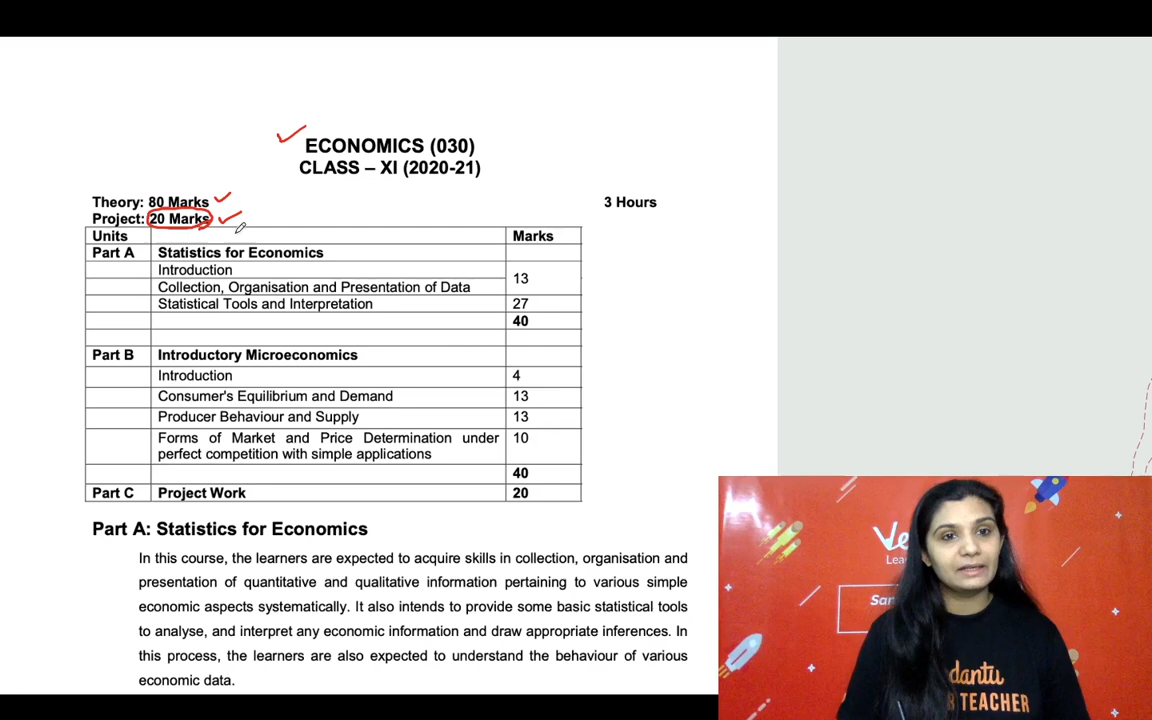 ECONOMICS (030)
CLASS – XI (2020-21)
Theory: 80 Marks 3 Hours
Project: 20 Marks
Units Marks
Part A Statistics for Economics
Introduction
13
Collection, Organisation and Presentation of Data
Statistical Tools and Interpretation 27
40
Part B Introductory Microeconomics
Introduction 4
Consumer's Equilibrium and Demand 13
Producer Behaviour and Supply 13
Forms of Market and Price Determination under 10
perfect competition with simple applications
40
Part C Project Work 20
Part A: Statistics for Economics
In this course, the learners are expected to acquire skills in collection, organisation and
presentation of quantitative and qualitative information pertaining to various simple
economic aspects systematically. It also intends to provide some basic statistical tools
to analyse, and interpret any economic information and draw appropriate inferences. In
this process, the learners are also expected to understand the behaviour of various
economic data.
TEACHER